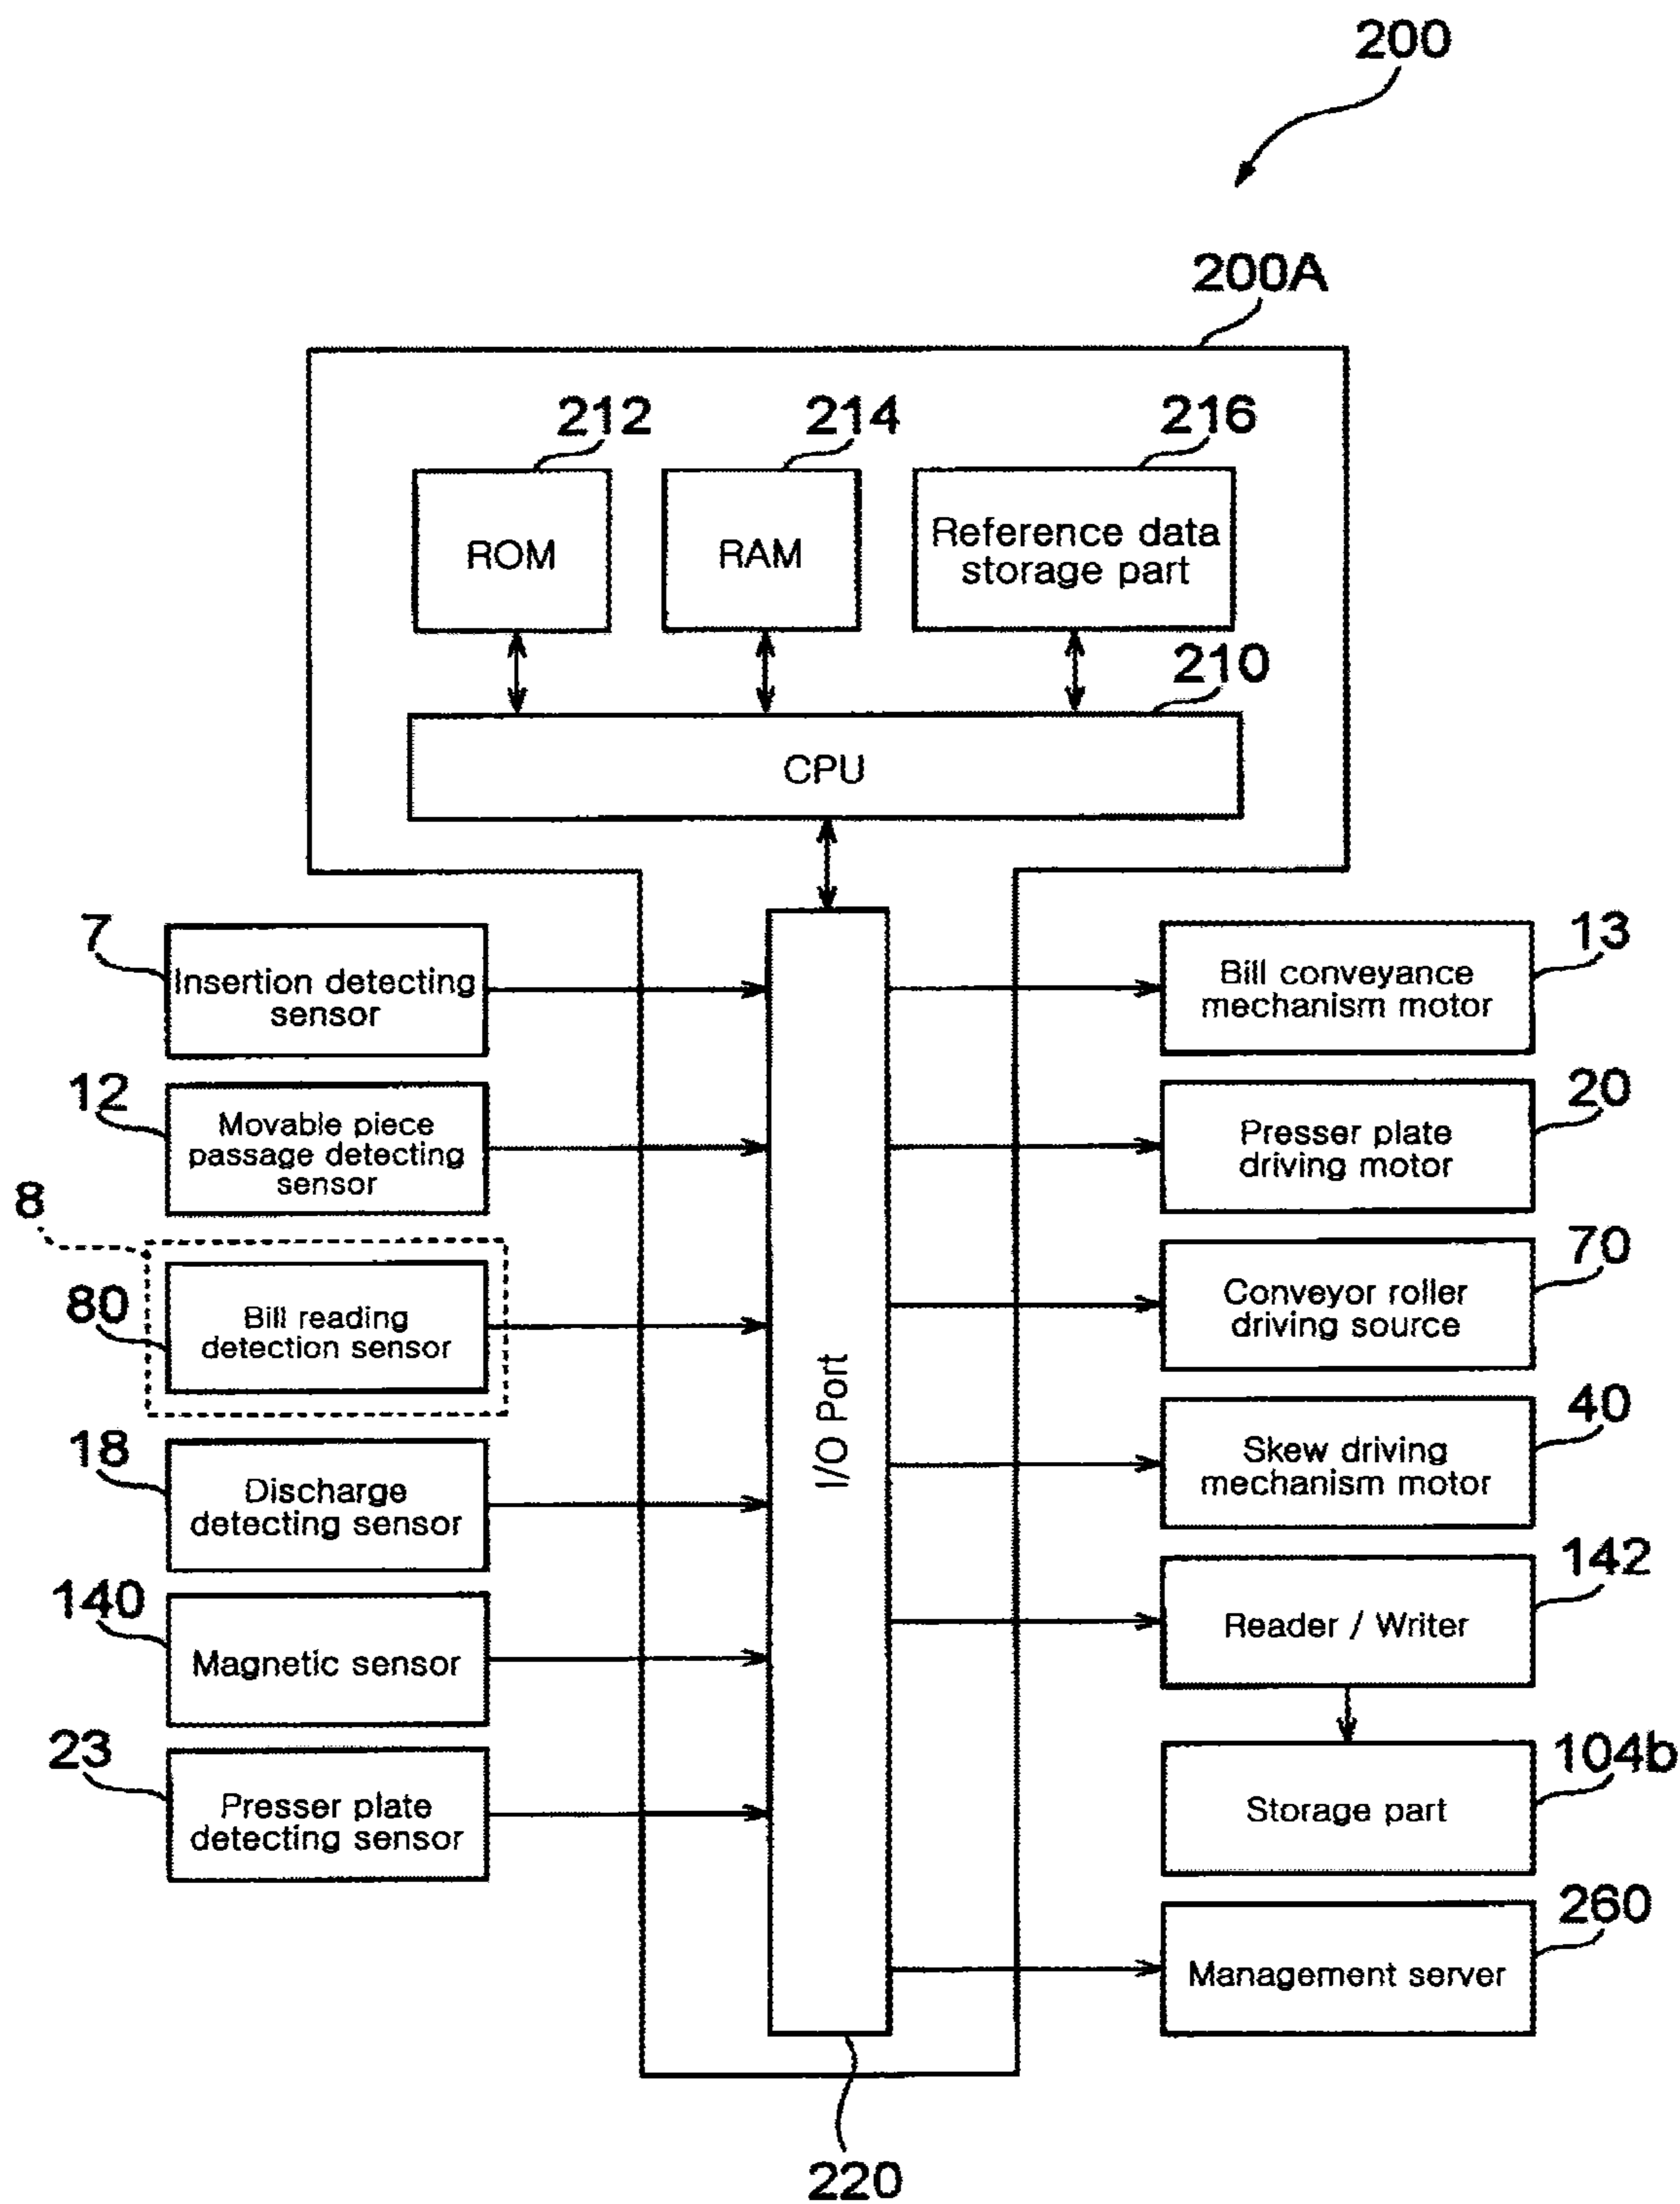 200
200A
212
214
216
ROM
RAM
Reference data
storage part
210
CPU
7
Insertion detecting
sensor
12
Movable piece
passage detecting
sensor
8
80
Bill reading
detection sensor
18
Discharge
detecting sensor
140
Magnetic sensor
23
Presser plate
detecting sensor
I/O Port
220
13
Bill conveyance
mechanism motor
20
Presser plate
driving motor
70
Conveyor roller
driving source
40
Skew driving
mechanism motor
142
Reader / Writer
104b
Storage part
260
Management server